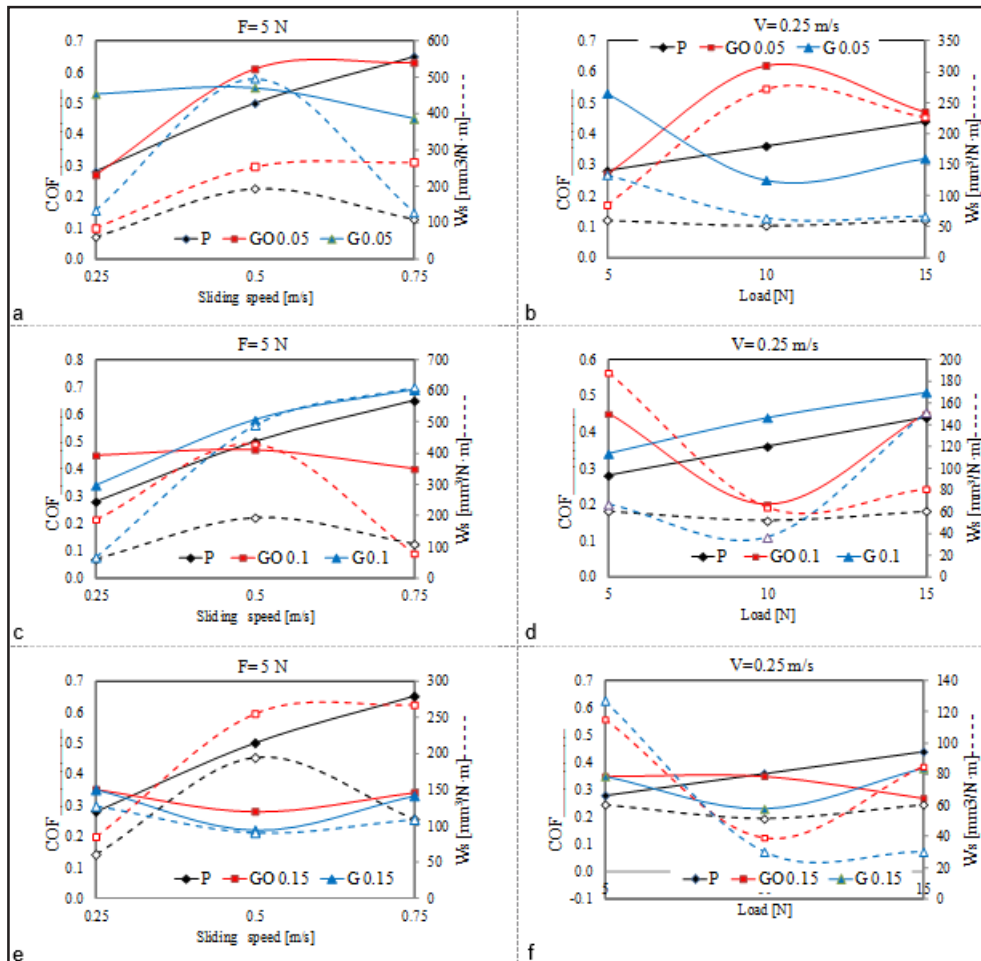 F= 5 N
0.7
0.6
0.5
0.4
0.3
0.2
0.1
0.0
COF
600
500
400
300
200
100
0
Ws [mm3/N·m]-----
P GO 0.05 G 0.05
0.25 0.5 0.75
Sliding speed [m/s]
a
V= 0.25 m/s
P GO 0.05 G 0.05
0.7
0.6
0.5
0.4
0.3
0.2
0.1
0.0
COF
350
300
250
200
150
100
50
0
Ws [mm³/N·m]-----
5 10 15
Load [N]
b
F= 5 N
0.8
0.7
0.6
0.5
0.4
0.3
0.2
0.1
0.0
COF
700
600
500
400
300
200
100
0
Ws [mm³/N·m]-----
P GO 0.1 G 0.1
0.25 0.5 0.75
Sliding speed [m/s]
c
V= 0.25 m/s
0.6
0.5
0.4
0.3
0.2
0.1
0.0
COF
200
180
160
140
120
100
80
60
40
20
0
Ws [mm³/N·m]-----
P GO 0.1 G 0.1
5 10 15
Load [N]
d
F= 5 N
0.7
0.6
0.5
0.4
0.3
0.2
0.1
0.0
COF
300
250
200
150
100
50
0
Ws [mm³N·m]-----
P GO 0.15 G 0.15
0.25 0.5 0.75
Sliding speed [m/s]
e
V=0.25 m/s
0.7
0.6
0.5
0.4
0.3
0.2
0.1
0.0
-0.1
COF
140
120
100
80
60
40
20
0
Ws [mm3/N·m]-----
P GO 0.15 G 0.15
5 15
Load [N]
f